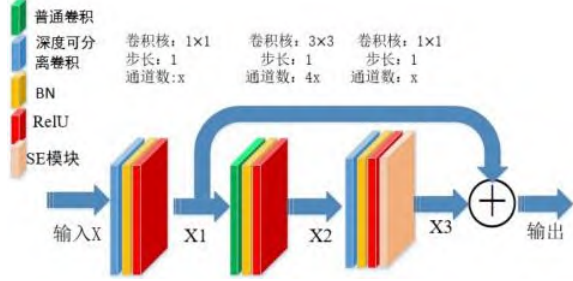 普通卷积
深度可分
离卷积
BN
RelU
SE模块
卷积核：1×1
步长：1
通道数:x
卷积核：3×3
步长：1
通道数：4x
卷积核：1×1
步长：1
通道数：x
输入X
X1
X2
X3
输出